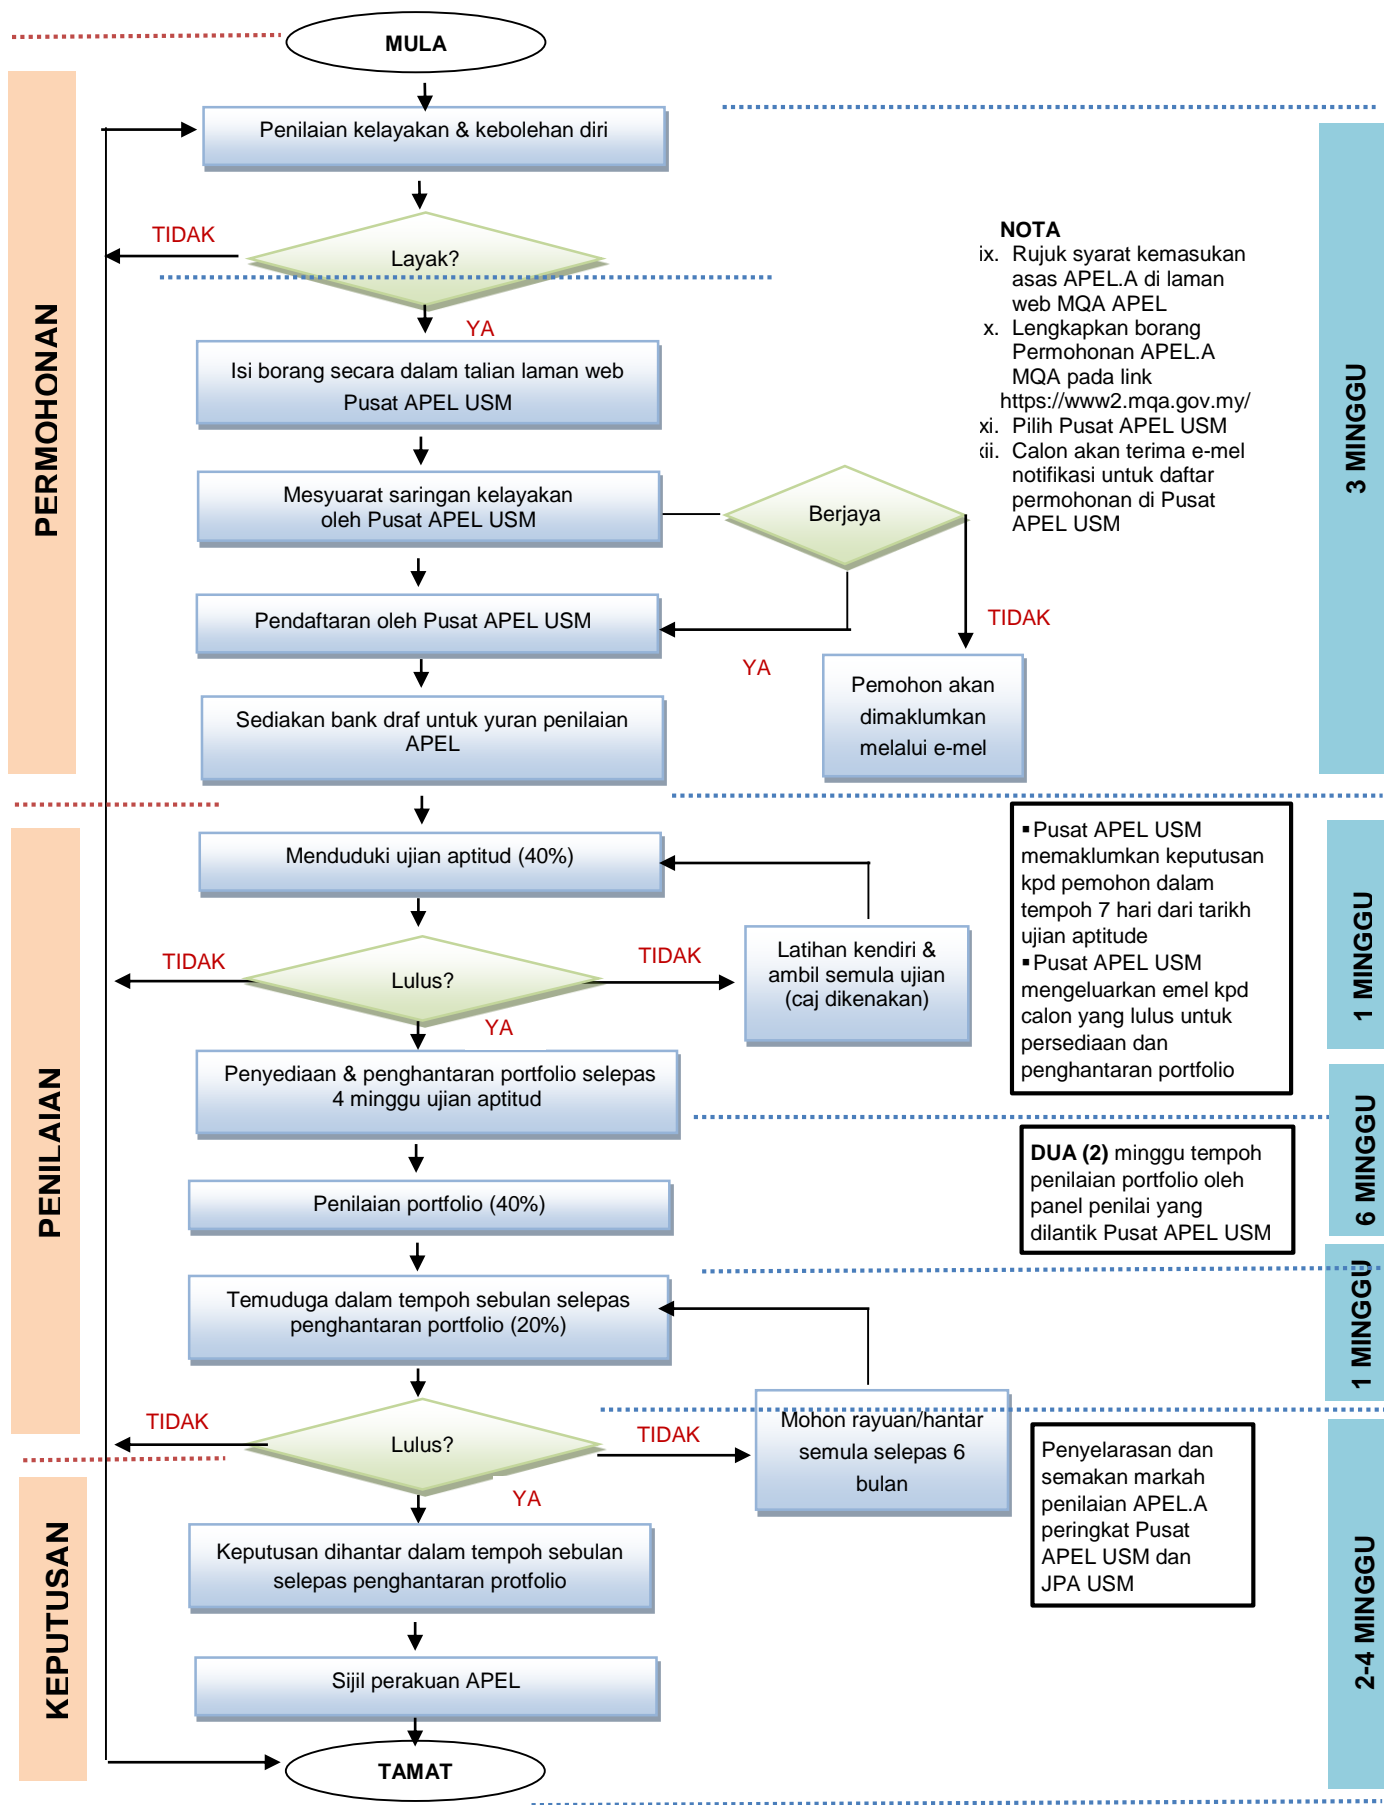 MULA
PERMOHONAN
Penilaian kelayakan & kebolehan diri
TIDAK
Layak?
YA
Isi borang secara dalam talian laman web
Pusat APEL USM
Mesyuarat saringan kelayakan
oleh Pusat APEL USM
Berjaya
Pendaftaran oleh Pusat APEL USM
YA
TIDAK
Pemohon akan
dimaklumkan
melalui e-mel
Sediakan bank draf untuk yuran penilaian
APEL
NOTA
ix. Rujuk syarat kemasukan
asas APEL.A di laman
web MQA APEL
x. Lengkapkan borang
Permohonan APEL.A
MQA pada link
https://www2.mqa.gov.my/
xi. Pilih Pusat APEL USM
xii. Calon akan terima e-mel
notifikasi untuk daftar
permohonan di Pusat
APEL USM
3 MINGGU
PENILAIAN
Menduduki ujian aptitud (40%)
TIDAK
Lulus?
TIDAK
YA
Latihan kendiri &
ambil semula ujian
(caj dikenakan)
▪Pusat APEL USM
memaklumkan keputusan
kpd pemohon dalam
tempoh 7 hari dari tarikh
ujian aptitude
▪Pusat APEL USM
mengeluarkan emel kpd
calon yang lulus untuk
persediaan dan
penghantaran portfolio
1 MINGGU
Penyediaan & penghantaran portfolio selepas
4 minggu ujian aptitud
Penilaian portfolio (40%)
DUA (2) minggu tempoh
penilaian portfolio oleh
panel penilai yang
dilantik Pusat APEL USM
6 MINGGU
Temuduga dalam tempoh sebulan selepas
penghantaran portfolio (20%)
1 MINGGU
TIDAK
Lulus?
TIDAK
YA
Mohon rayuan/hantar
semula selepas 6
bulan
KEPUTUSAN
Keputusan dihantar dalam tempoh sebulan
selepas penghantaran protfolio
Penyelarasan dan
semakan markah
penilaian APEL.A
peringkat Pusat
APEL USM dan
JPA USM
2-4 MINGGU
Sijil perakuan APEL
TAMAT